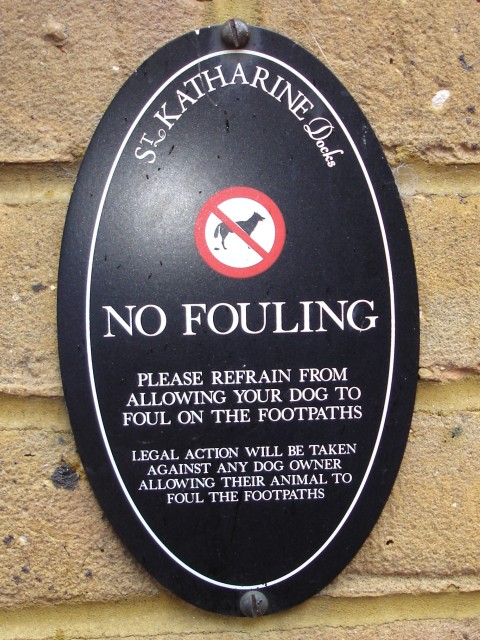 ST KATHARINE Docks
NO FOULING
PLEASE REFRAIN FROM
ALLOWING YOUR DOG TO
FOUL ON THE FOOTPATHS
LEGAL ACTION WILL BE TAKEN
AGAINST ANY DOG OWNER
ALLOWING THEIR ANIMAL TO
FOUL THE FOOTPATHS